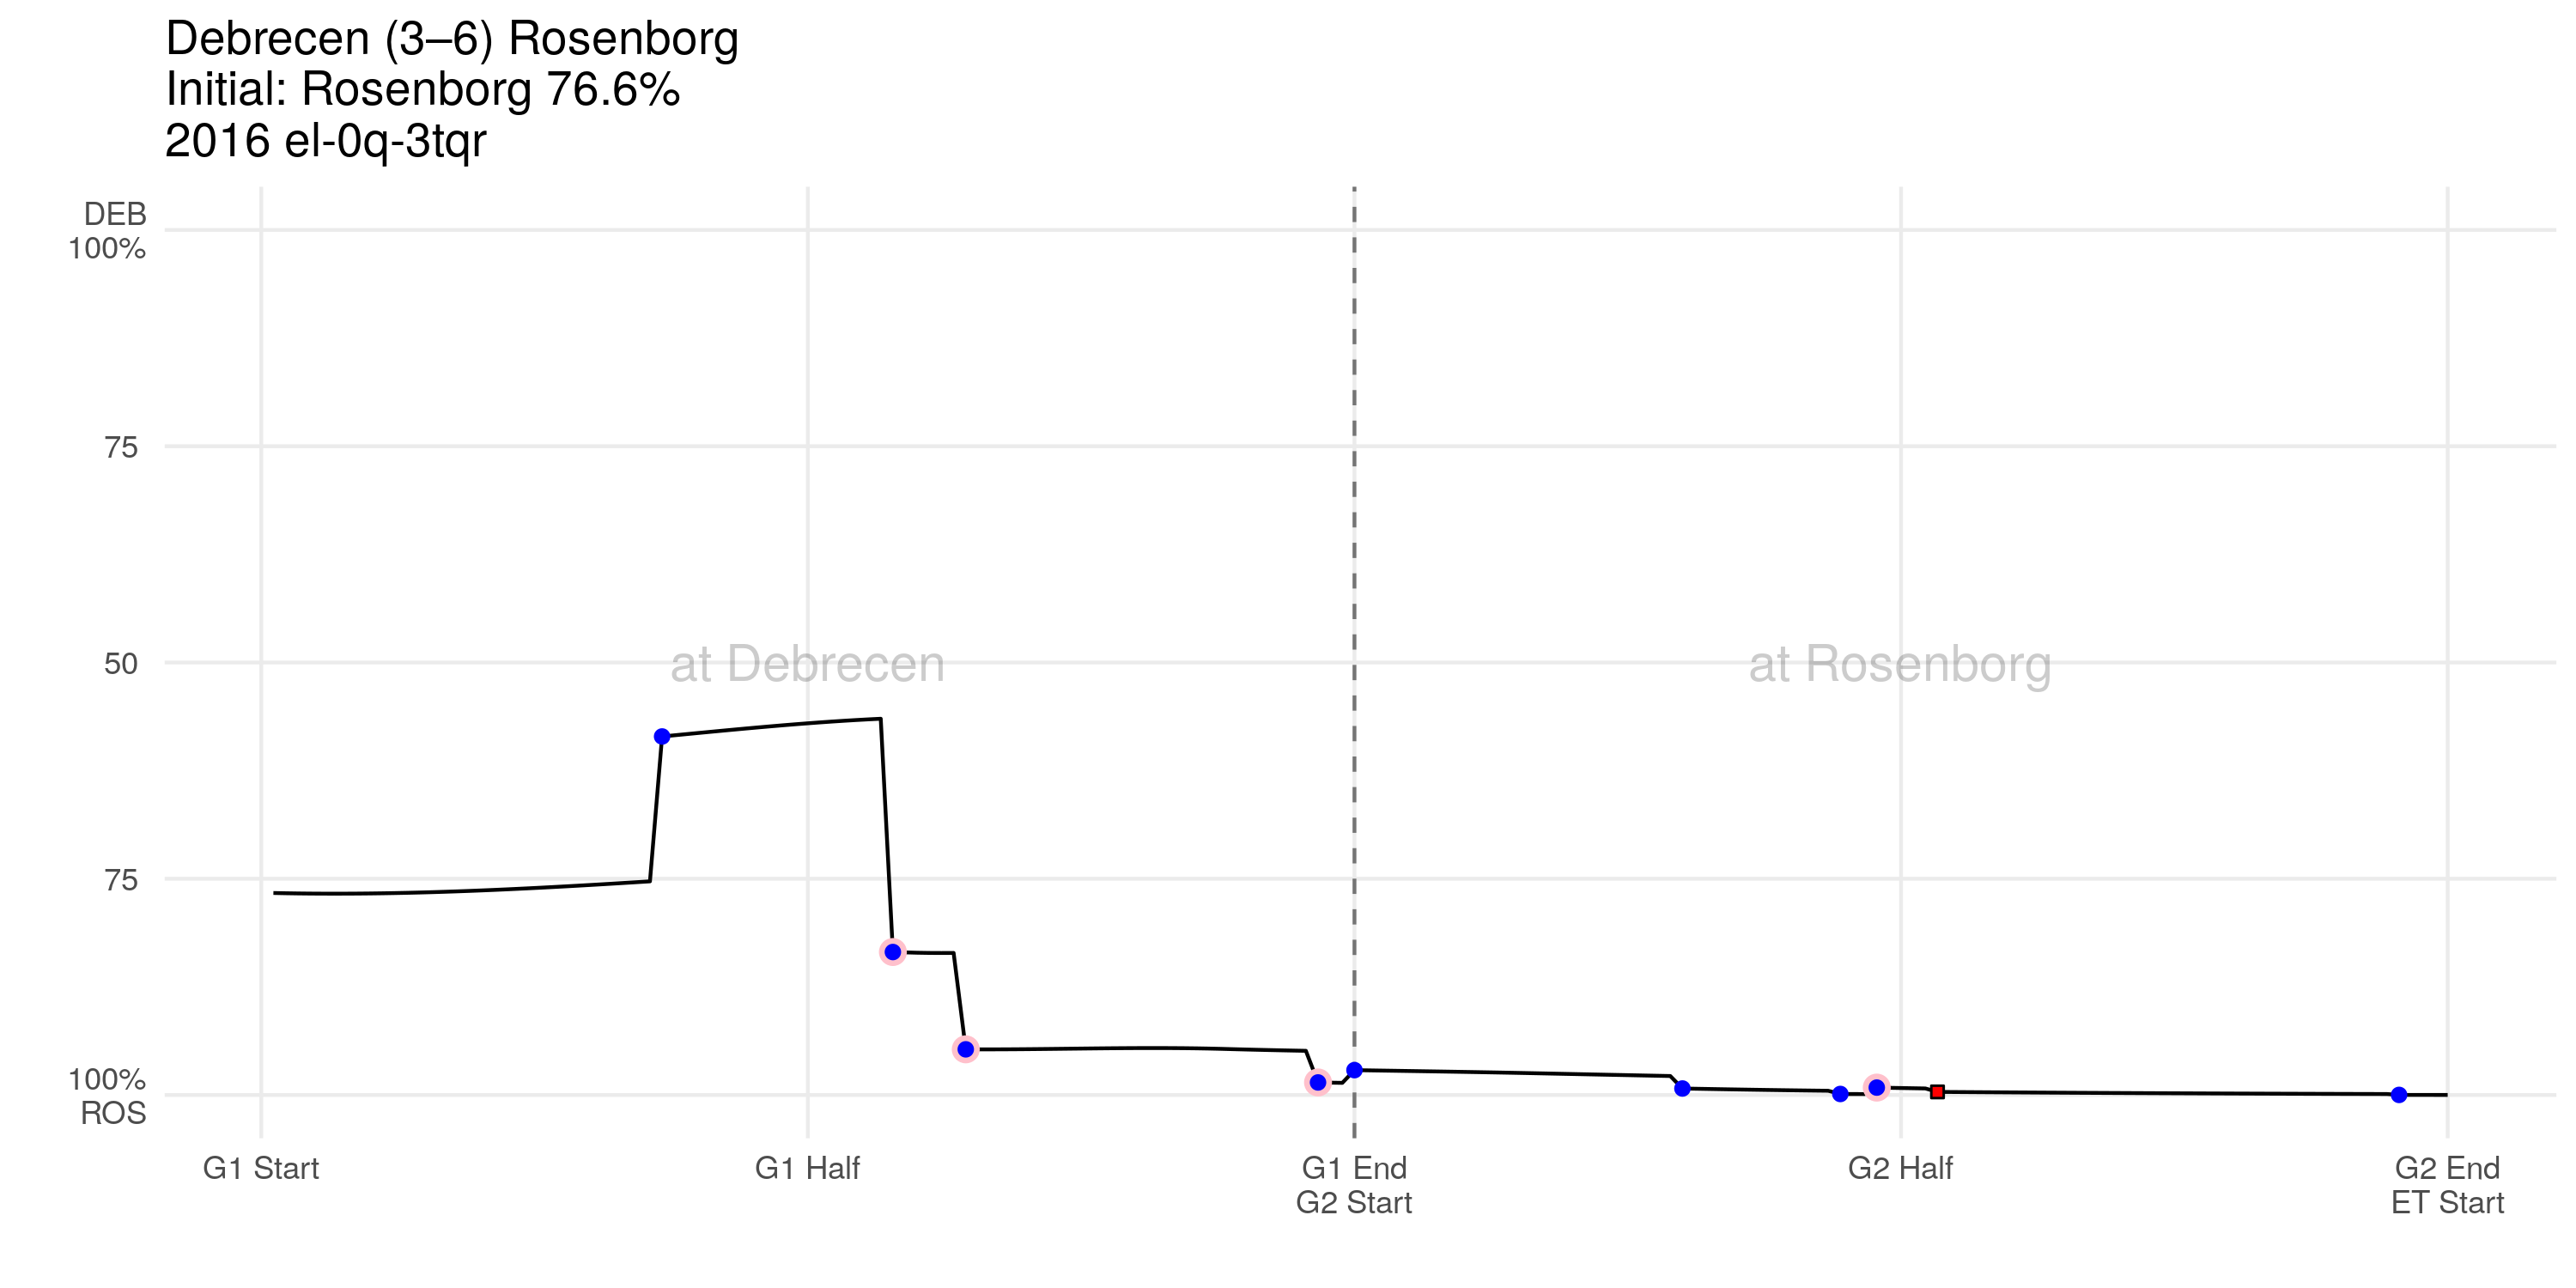 Debrecen (3–6) Rosenborg
Initial: Rosenborg 76.6%
2016 el-0q-3tqr
DEB
100%
75
50
75
100%
ROS
at Debrecen
at Rosenborg
G1 Start
G1 Half
G1 End
G2 Start
G2 Half
G2 End
ET Start